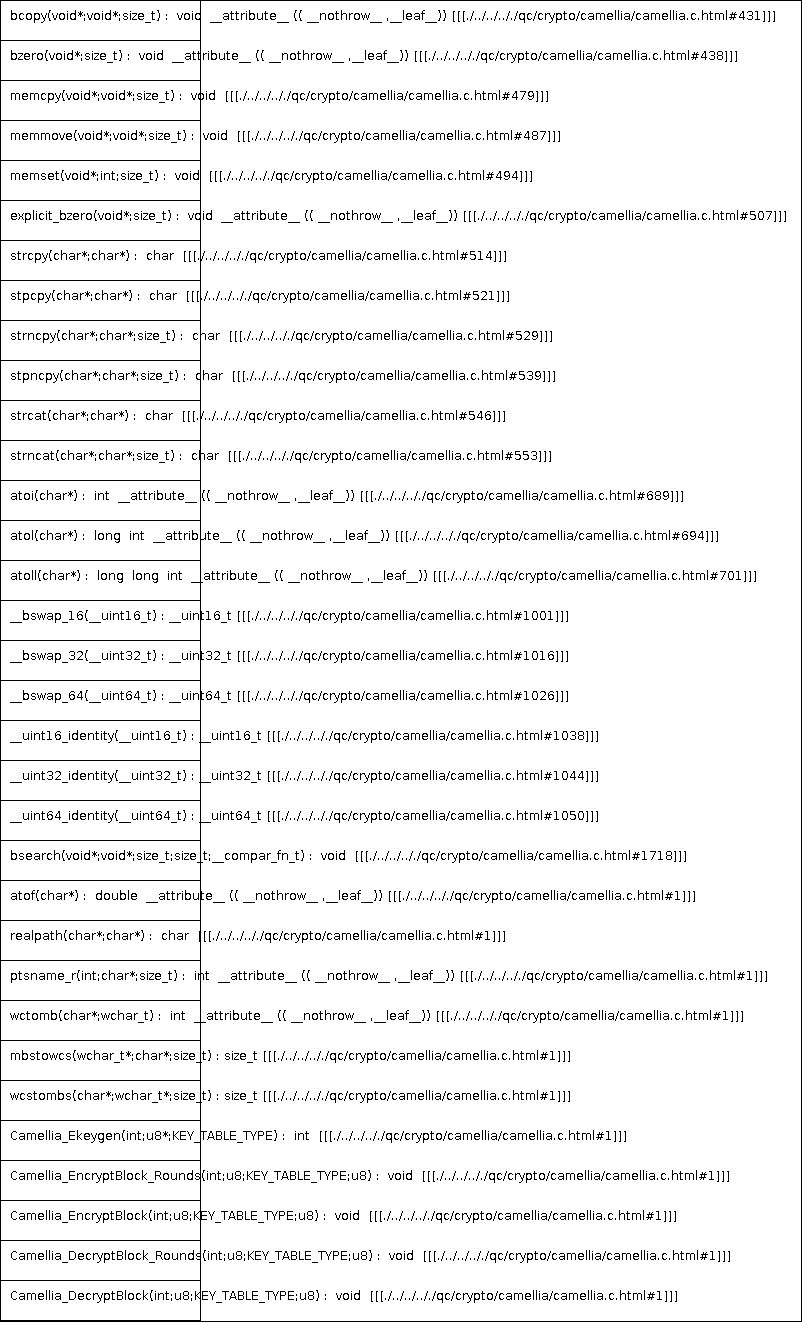 bcopy(void*;void*;size_t) : void __attribute__ (( __nothrow__ ,__leaf__)) [[[./../../../../qc/crypto/camellia/camellia.c.html#431]]]
bzero(void*;size_t) : void __attribute__ (( __nothrow__ ,__leaf__)) [[[./../../../../qc/crypto/camellia/camellia.c.html#438]]]
memcpy(void*;void*;size_t) : void [[[./../../../../qc/crypto/camellia/camellia.c.html#479]]]
memmove(void*;void*;size_t) : void [[[./../../../../qc/crypto/camellia/camellia.c.html#487]]]
memset(void*;int;size_t) : void [[[./../../../../qc/crypto/camellia/camellia.c.html#494]]]
explicit_bzero(void*;size_t) : void __attribute__ (( __nothrow__ ,__leaf__)) [[[./../../../../qc/crypto/camellia/camellia.c.html#507]]]
strcpy(char*;char*) : char [[[./../../../../qc/crypto/camellia/camellia.c.html#514]]]
stpcpy(char*;char*) : char [[[./../../../../qc/crypto/camellia/camellia.c.html#521]]]
strncpy(char*;char*;size_t) : char [[[./../../../../qc/crypto/camellia/camellia.c.html#529]]]
stpncpy(char*;char*;size_t) : char [[[./../../../../qc/crypto/camellia/camellia.c.html#539]]]
strcat(char*;char*) : char [[[./../../../../qc/crypto/camellia/camellia.c.html#546]]]
strncat(char*;char*;size_t) : char [[[./../../../../qc/crypto/camellia/camellia.c.html#553]]]
atoi(char*) : int __attribute__ (( __nothrow__ ,__leaf__)) [[[./../../../../qc/crypto/camellia/camellia.c.html#689]]]
atol(char*) : long int __attribute__ (( __nothrow__ ,__leaf__)) [[[./../../../../qc/crypto/camellia/camellia.c.html#694]]]
atoll(char*) : long long int __attribute__ (( __nothrow__ ,__leaf__)) [[[./../../../../qc/crypto/camellia/camellia.c.html#701]]]
__bswap_16(__uint16_t) : __uint16_t [[[./../../../../qc/crypto/camellia/camellia.c.html#1001]]]
__bswap_32(__uint32_t) : __uint32_t [[[./../../../../qc/crypto/camellia/camellia.c.html#1016]]]
__bswap_64(__uint64_t) : __uint64_t [[[./../../../../qc/crypto/camellia/camellia.c.html#1026]]]
__uint16_identity(__uint16_t) : __uint16_t [[[./../../../../qc/crypto/camellia/camellia.c.html#1038]]]
__uint32_identity(__uint32_t) : __uint32_t [[[./../../../../qc/crypto/camellia/camellia.c.html#1044]]]
__uint64_identity(__uint64_t) : __uint64_t [[[./../../../../qc/crypto/camellia/camellia.c.html#1050]]]
bsearch(void*;void*;size_t;size_t;__compar_fn_t) : void [[[./../../../../qc/crypto/camellia/camellia.c.html#1718]]]
atof(char*) : double __attribute__ (( __nothrow__ ,__leaf__)) [[[./../../../../qc/crypto/camellia/camellia.c.html#1]]]
realpath(char*;char*) : char [[[./../../../../qc/crypto/camellia/camellia.c.html#1]]]
ptsname_r(int;char*;size_t) : int __attribute__ (( __nothrow__ ,__leaf__)) [[[./../../../../qc/crypto/camellia/camellia.c.html#1]]]
wctomb(char*;wchar_t) : int __attribute__ (( __nothrow__ ,__leaf__)) [[[./../../../../qc/crypto/camellia/camellia.c.html#1]]]
mbstowcs(wchar_t*;char*;size_t) : size_t [[[./../../../../qc/crypto/camellia/camellia.c.html#1]]]
wcstombs(char*;wchar_t*;size_t) : size_t [[[./../../../../qc/crypto/camellia/camellia.c.html#1]]]
Camellia_Ekeygen(int;u8*;KEY_TABLE_TYPE) : int [[[./../../../../qc/crypto/camellia/camellia.c.html#1]]]
Camellia_EncryptBlock_Rounds(int;u8;KEY_TABLE_TYPE;u8) : void [[[./../../../../qc/crypto/camellia/camellia.c.html#1]]]
Camellia_EncryptBlock(int;u8;KEY_TABLE_TYPE;u8) : void [[[./../../../../qc/crypto/camellia/camellia.c.html#1]]]
Camellia_DecryptBlock_Rounds(int;u8;KEY_TABLE_TYPE;u8) : void [[[./../../../../qc/crypto/camellia/camellia.c.html#1]]]
Camellia_DecryptBlock(int;u8;KEY_TABLE_TYPE;u8) : void [[[./../../../../qc/crypto/camellia/camellia.c.html#1]]]